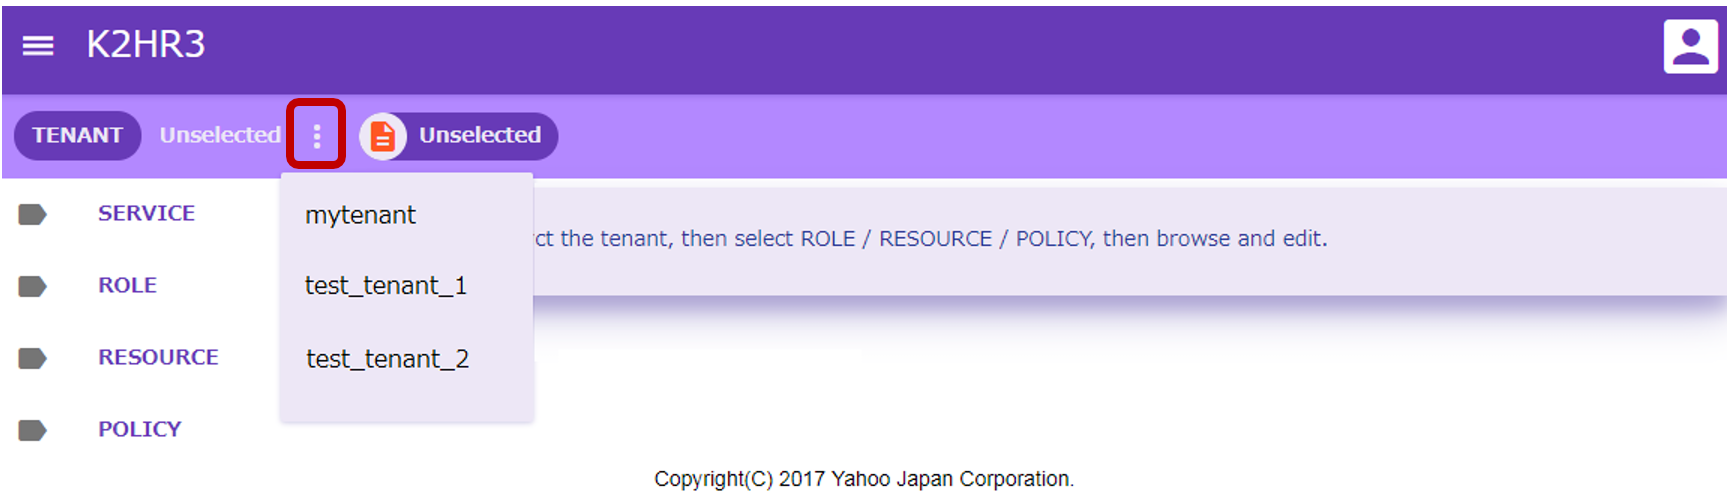 K2HR3
TENANT Unselected Unselected
SERVICE
ROLE
RESOURCE
POLICY
mytenant
test_tenant_1
test_tenant_2
the tenant, then select ROLE / RESOURCE / POLICY, then browse and edit.
Copyright(C) 2017 Yahoo Japan Corporation.